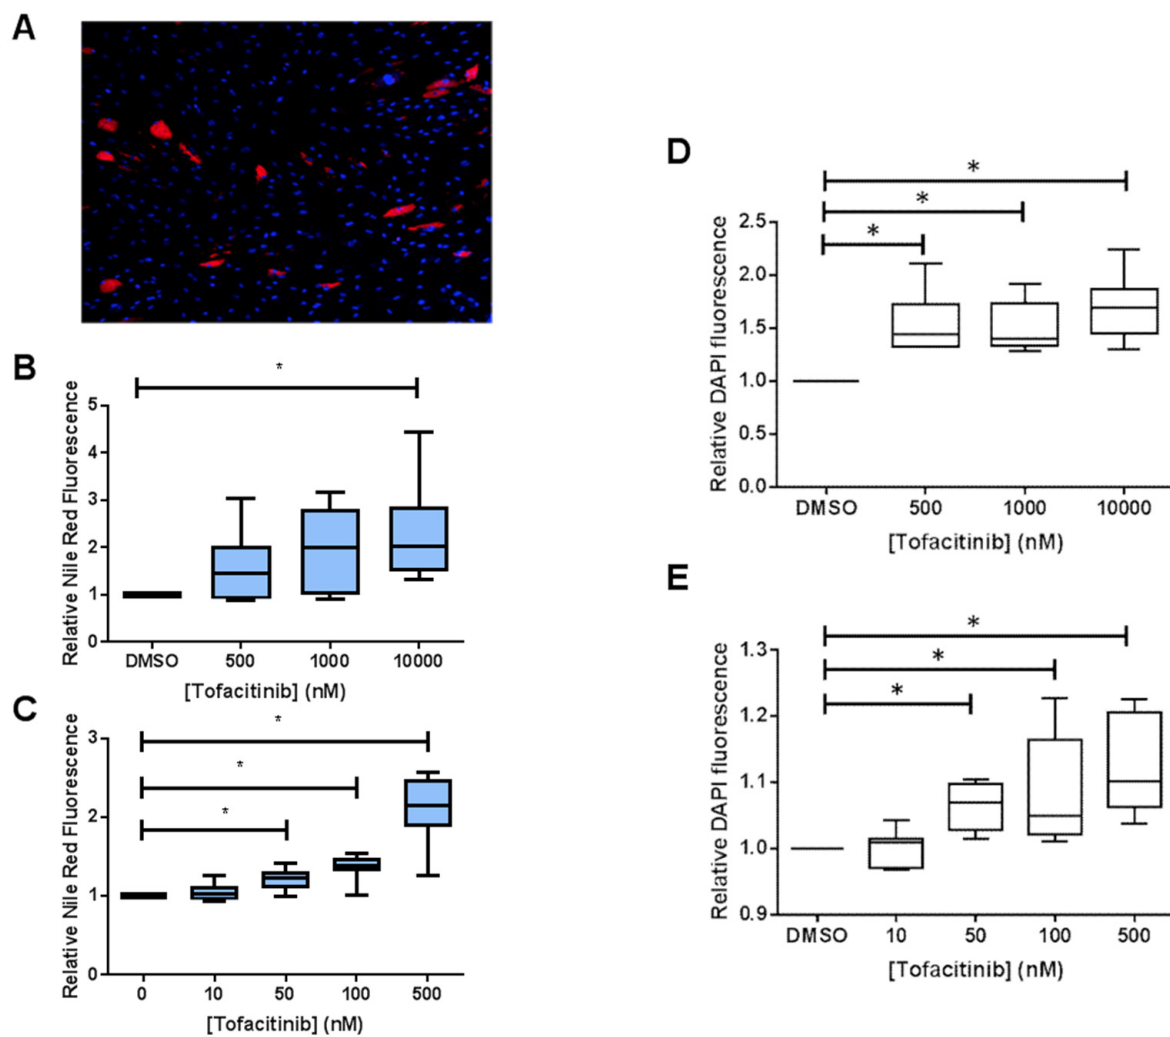 A
B
*
Relative Nile Red Fluorescence
5
4
3
2
1
0
DMSO 500 1000 10000
[Tofacitinib] (nM)
C
*
*
*
Relative Nile Red Fluorescence
3
2
1
0
0 10 50 100 500
[Tofacitinib] (nM)
D
*
*
*
Relative DAPI fluorescence
2.5
2.0
1.5
1.0
0.5
0.0
DMSO 500 1000 10000
[Tofacitinib] (nM)
E
*
*
*
Relative DAPI fluorescence
1.3
1.2
1.1
1.0
0.9
DMSO 10 50 100 500
[Tofacitinib] (nM)